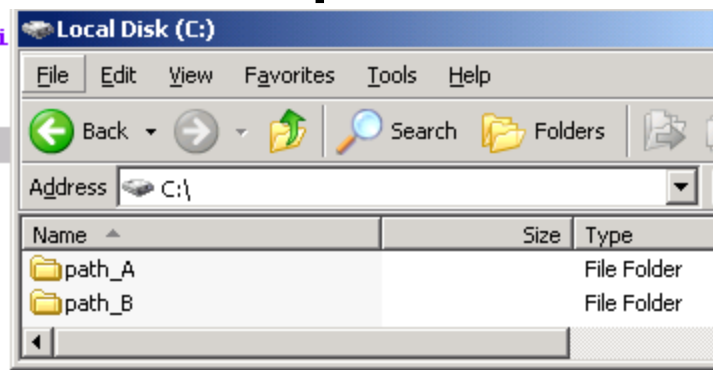 Local Disk (C:)
File Edit View Favorites Tools Help
Back Search Folders
Address C:\
Name Size Type
path_A File Folder
path_B File Folder